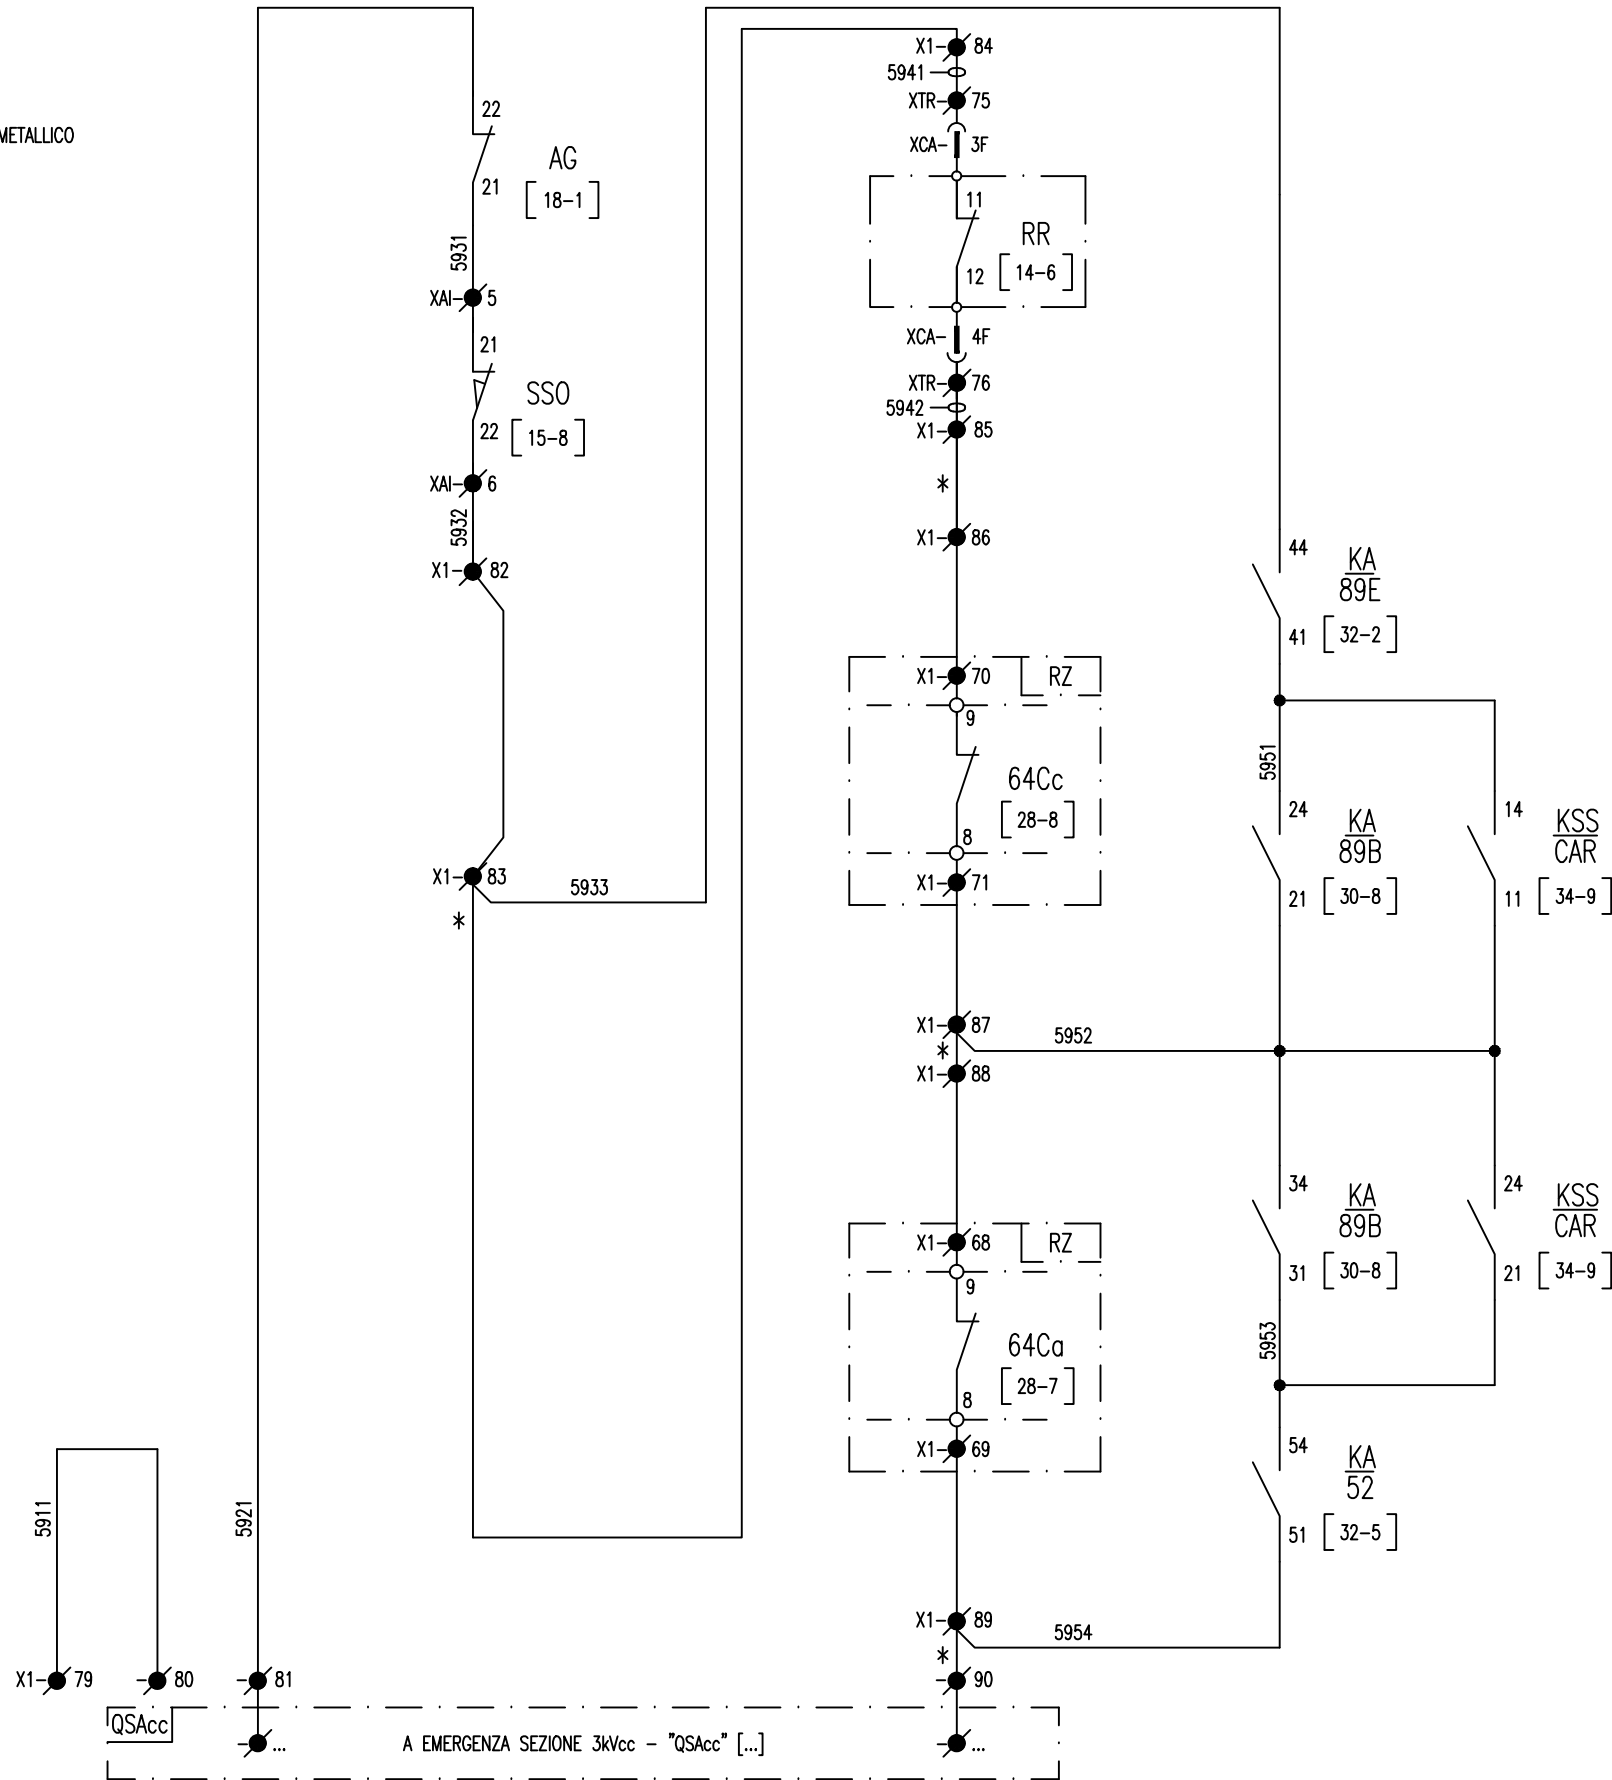 METALLICO
22
AG
21
[ 18-1 ]
5931
XAI- 5
21
SSO
22
[ 15-8 ]
XAI- 6
5932
X1- 82
X1- 83
5933
*
X1- 84
5941
XTR- 75
XCA- 3F
11
RR
12
[ 14-6 ]
XCA- 4F
XTR- 76
5942
X1- 85
*
X1- 86
X1- 70
RZ
9
64Cc
[ 28-8 ]
8
X1- 71
X1- 87
5952
*
X1- 88
X1- 68
RZ
9
64Ca
[ 28-7 ]
8
X1- 69
X1- 89
5954
*
- 90
44
KA
89E
41
[ 32-2 ]
5951
24
KA
89B
21
[ 30-8 ]
14
KSS
CAR
11
[ 34-9 ]
34
KA
89B
31
[ 30-8 ]
24
KSS
CAR
21
[ 34-9 ]
5953
54
KA
52
51
[ 32-5 ]
5911
5921
X1- 79
- 80
- 81
QSAcc
- ...
A EMERGENZA SEZIONE 3kVcc - "QSAcc" [...]
- ...